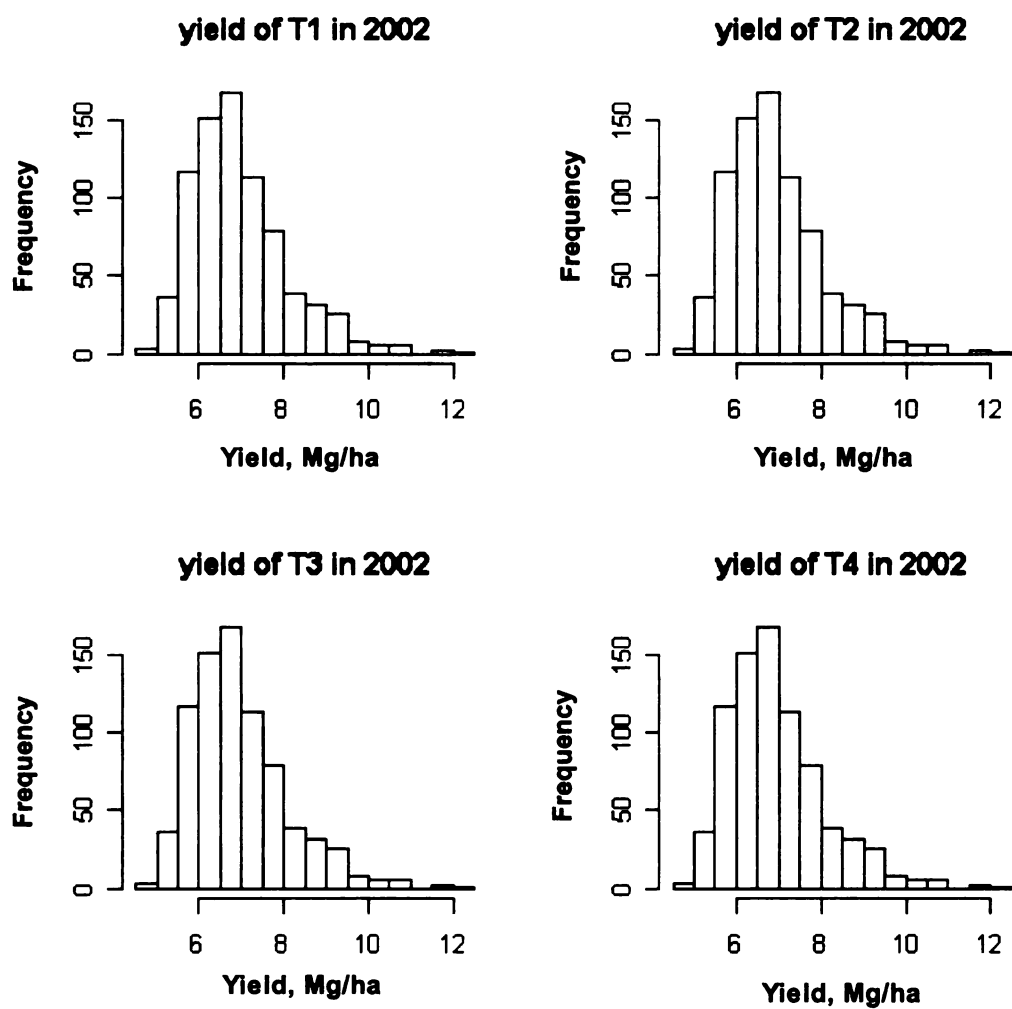 yield of T1 in 2002
150
100
50
0
Frequency
6 8 10 12
Yield, Mg/ha
yield of T2 in 2002
150
100
50
0
Frequency
6 8 10 12
Yield, Mg/ha
yield of T3 in 2002
150
100
50
0
Frequency
6 8 10 12
Yield, Mg/ha
yield of T4 in 2002
150
100
50
0
Frequency
6 8 10 12
Yield, Mg/ha